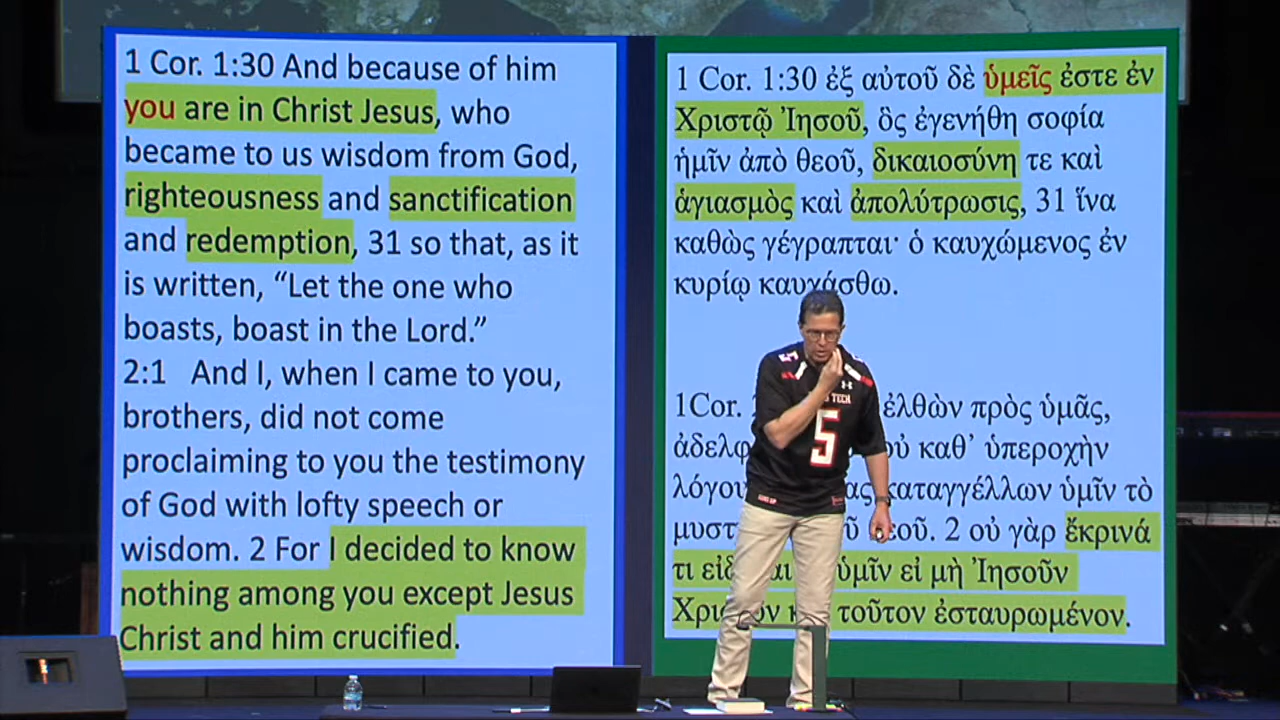 1 Cor. 1:30 And because of him
you are in Christ Jesus, who
became to us wisdom from God,
righteousness and sanctification
and redemption, 31 so that, as it
is written, “Let the one who
boasts, boast in the Lord.”
2:1 And I, when I came to you,
brothers, did not come
proclaiming to you the testimony
of God with lofty speech or
wisdom. 2 For I decided to know
nothing among you except Jesus
Christ and him crucified.
1 Cor. 1:30 ἐξ αὐτοῦ δὲ ὑμεῖς ἐστε ἐν
Χριστῷ Ἰησοῦ, ὃς ἐγενήθη σοφία
ἡμῖν ἀπὸ θεοῦ, δικαιοσύνη τε καὶ
ἁγιασμὸς καὶ ἀπολύτρωσις, 31 ἵνα
καθὼς γέγραπται· ὁ καυχώμενος ἐν
κυρίῳ καυχάσθω.
1Cor. ἐλθὼν πρὸς ὑμᾶς,
καθ᾽ ὑπεροχὴν
καταγγέλλων ὑμῖν τὸ
2 οὐ γὰρ ἔκρινά
τι ὑμῖν εἰ μὴ Ἰησοῦν
τοῦτον ἐσταυρωμένον.
TECH
5